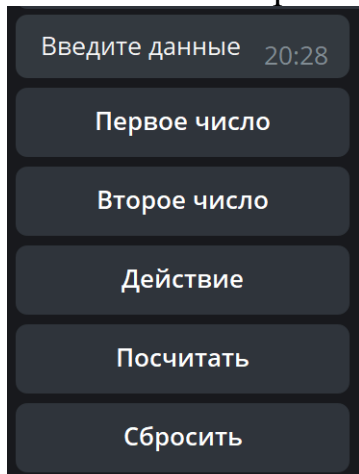 Введите данные 20:28
Первое число
Второе число
Действие
Посчитать
Сбросить